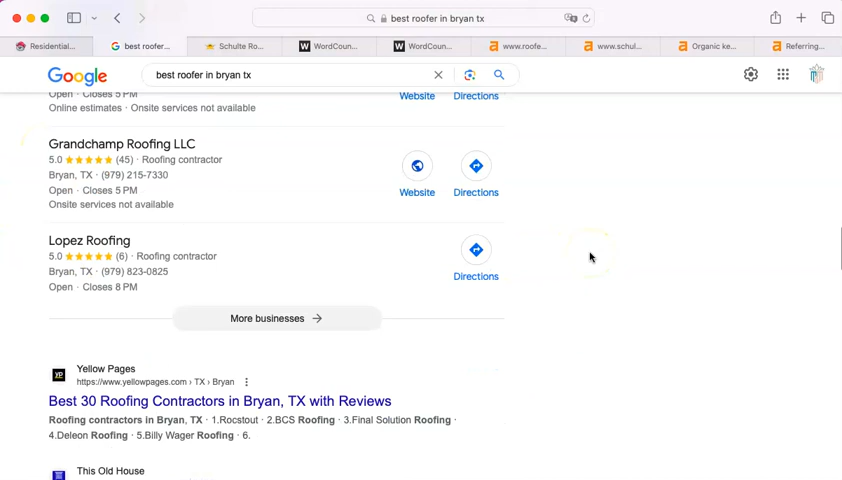 best roofer in bryan tx
Residential...
best roofer...
Schulte Ro...
WordCoun...
WordCoun...
www.roofe...
www.schul...
Organic ke...
Referring...
Google
best roofer in bryan tx
Open · Closes 5 PM
Online estimates · Onsite services not available
Website
Directions
Grandchamp Roofing LLC
5.0 (45) · Roofing contractor
Bryan, TX · (979) 215-7330
Open · Closes 5 PM
Onsite services not available
Website
Directions
Lopez Roofing
5.0 (6) · Roofing contractor
Bryan, TX · (979) 823-0825
Open · Closes 8 PM
Directions
More businesses
yp
Yellow Pages
https://www.yellowpages.com › TX › Bryan
Best 30 Roofing Contractors in Bryan, TX with Reviews
Roofing contractors in Bryan, TX · 1.Rocstout · 2.BCS Roofing · 3.Final Solution Roofing ·
4.Deleon Roofing · 5.Billy Wager Roofing · 6.
This Old House